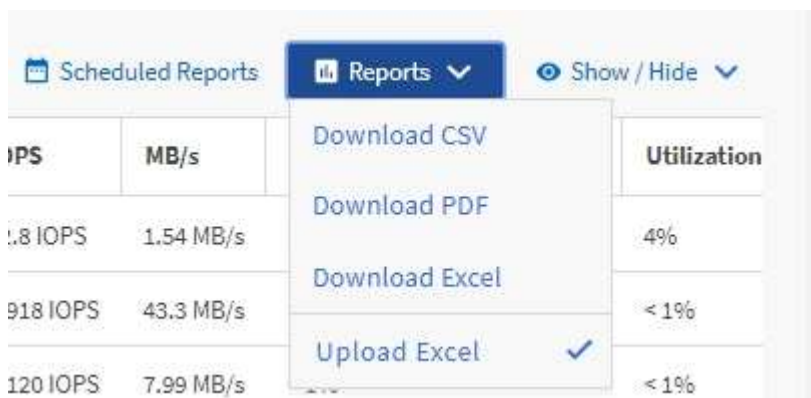 Scheduled Reports
Reports
Show / Hide
MB/s
Utilization
Download CSV
1.54 MB/s
Download PDF
4%
918 IOPS
43.3 MB/s
Download Excel
< 1%
120 IOPS
7.99 MB/s
Upload Excel
< 1%